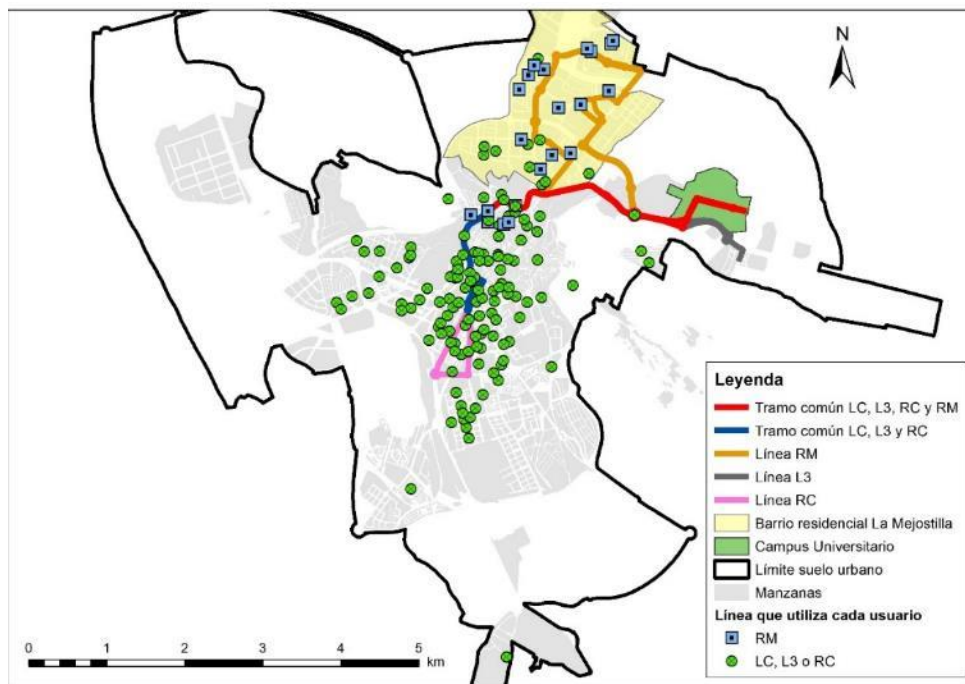 N
Leyenda
Tramo común LC, L3, RC y RM
Tramo común LC, L3 y RC
Línea RM
Línea L3
Línea RC
Barrio residencial La Mejostilla
Campus Universitario
Límite suelo urbano
Manzanas
Línea que utiliza cada usuario
RM
LC, L3 o RC
0 1 2 3 4 5
km